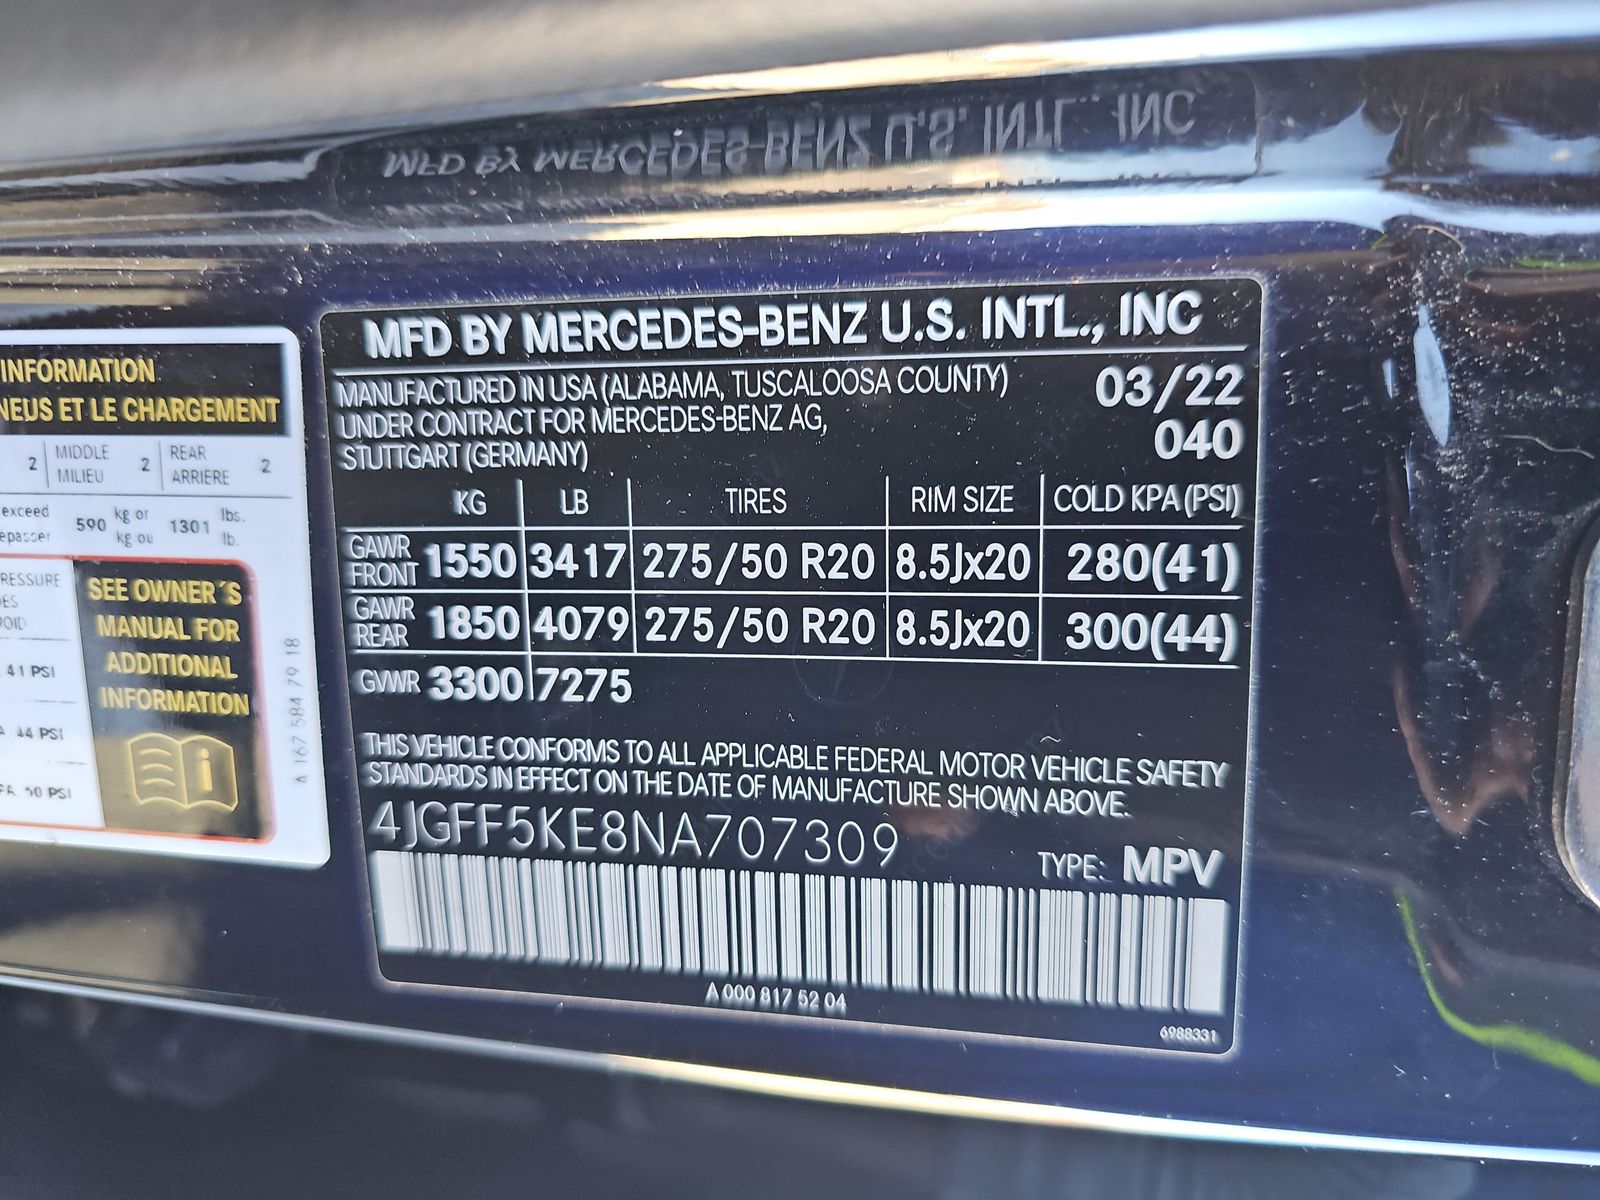 MFD BY MERCEDES-BENZ U.S. INTL., INC
MFD BY MERCEDES-BENZ U.S. INTL., INC
MANUFACTURED IN USA (ALABAMA, TUSCALOOSA COUNTY) 03/22
UNDER CONTRACT FOR MERCEDES-BENZ AG, 040
STUTTGART (GERMANY)
KG LB TIRES RIM SIZE COLD KPA (PSI)
GAWR FRONT 1550 3417 275/50 R20 8.5Jx20 280(41)
GAWR REAR 1850 4079 275/50 R20 8.5Jx20 300(44)
GVWR 3300 7275
THIS VEHICLE CONFORMS TO ALL APPLICABLE FEDERAL MOTOR VEHICLE SAFETY
STANDARDS IN EFFECT ON THE DATE OF MANUFACTURE SHOWN ABOVE.
4JGFF5KE8NA707309
TYPE: MPV
A 000 817 52 04
6988331
INFORMATION
NEUS ET LE CHARGEMENT
2 MIDDLE MILIEU 2 REAR ARRIÈRE 2
exceed 590 kg or 1301 lbs.
kg ou lb.
SEE OWNER'S
MANUAL FOR
ADDITIONAL
INFORMATION
41 PSI
44 PSI
50 PSI
A 167 584 79 18